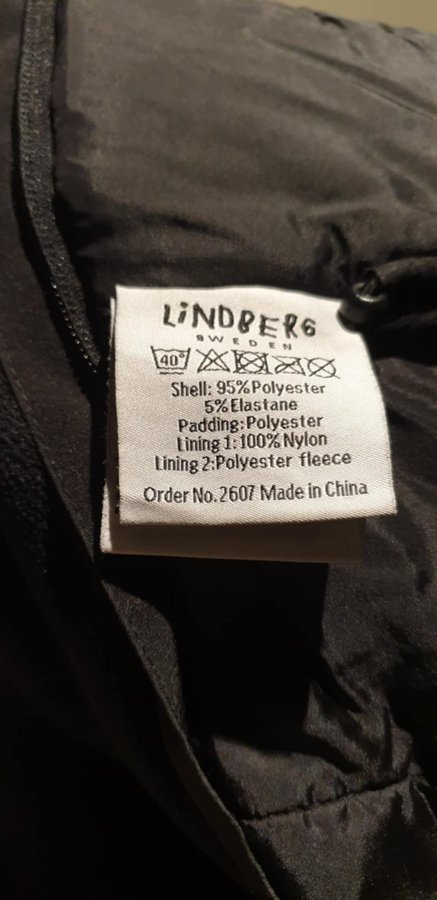 LiNDBERG
SWEDEN
40°
Shell: 95% Polyester
5% Elastane
Padding: Polyester
Lining 1: 100% Nylon
Lining 2: Polyester fleece
Order No. 2607 Made in China